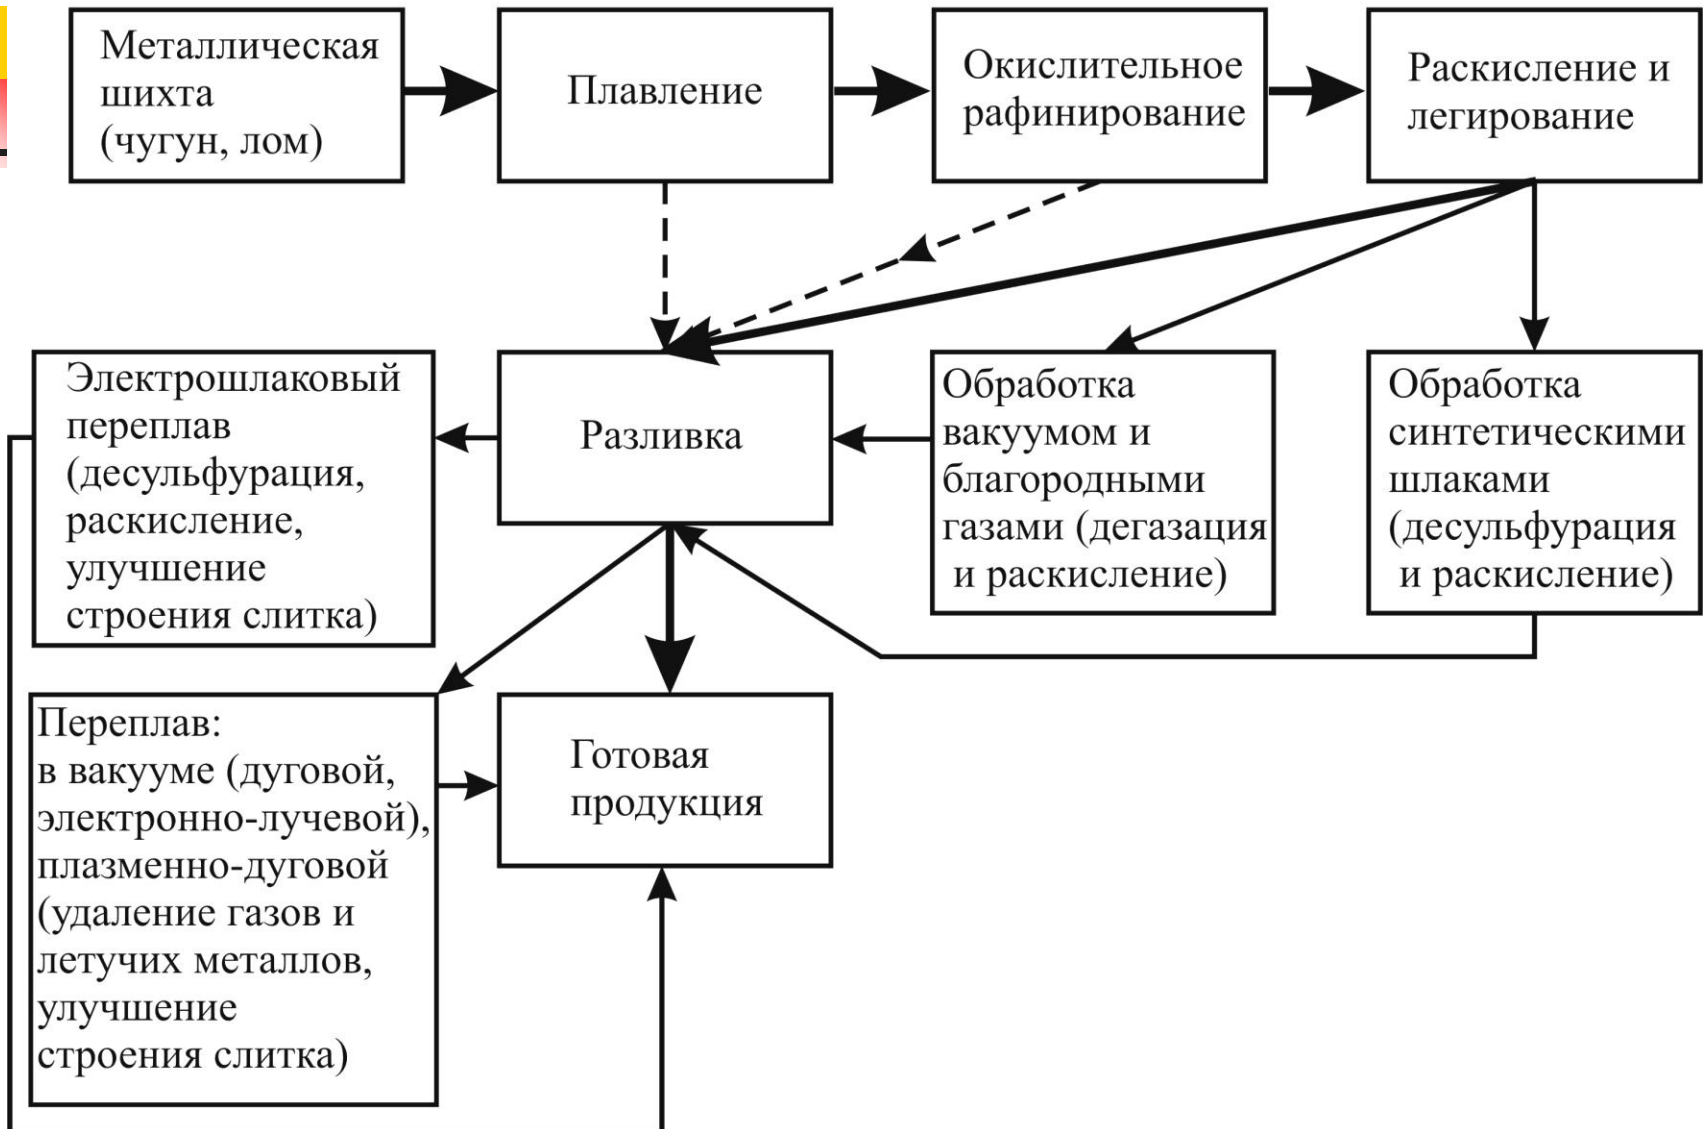 Металлическая
шихта
(чугун, лом)
Плавление
Окислительное
рафинирование
Раскисление и
легирование
Электрошлаковый
переплав
(десульфурация,
раскисление,
улучшение
строения слитка)
Разливка
Обработка
вакуумом и
благородными
газами (дегазация
и раскисление)
Обработка
синтетическими
шлаками
(десульфурация
и раскисление)
Переплав:
в вакууме (дуговой,
электронно-лучевой),
плазменно-дуговой
(удаление газов и
летучих металлов,
улучшение
строения слитка)
Готовая
продукция